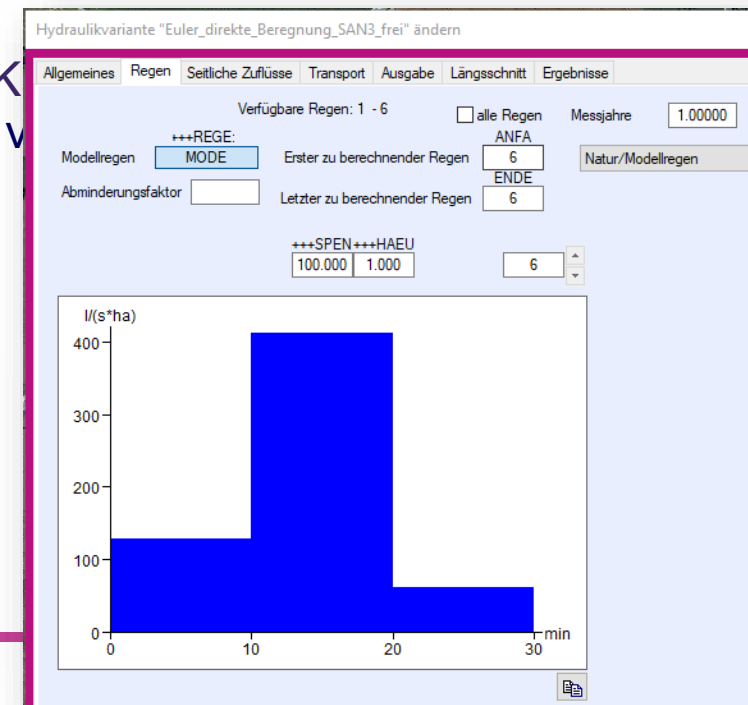 Hydraulikvariante "Euler_direkte_Beregnung_SAN3_frei" ändern
K
v
Allgemeines Regen Seitliche Zuflüsse Transport Ausgabe Längsschnitt Ergebnisse
Verfügbare Regen: 1 - 6 alle Regen Messjahre 1.00000
+++REGE: ANFA
Modellregen MODE Erster zu berechnender Regen 6 Natur/Modellregen
ENDE
Abminderungsfaktor Letzter zu berechnender Regen 6
+++SPEN +++HAEU
100.000 1.000 6
l/(s*ha)
400
300
200
100
0
0 10 20 30 min